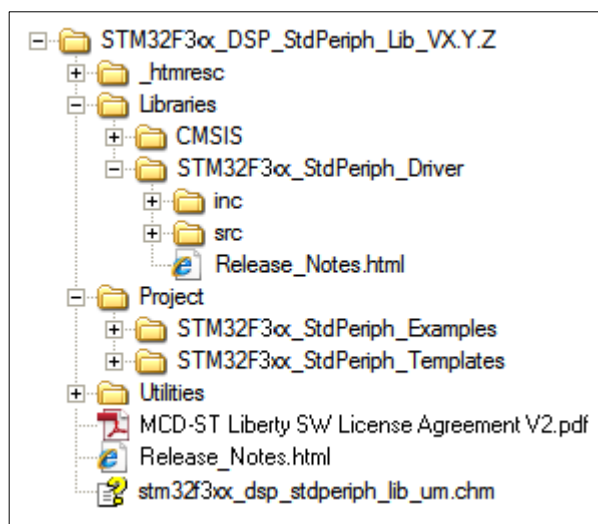 STM32F3xx_DSP_StdPeriph_Lib_VX.Y.Z
_htmresc
Libraries
CMSIS
STM32F3xx_StdPeriph_Driver
inc
src
Release_Notes.html
Project
STM32F3xx_StdPeriph_Examples
STM32F3xx_StdPeriph_Templates
Utilities
MCD-ST Liberty SW License Agreement V2.pdf
Release_Notes.html
stm32f3xx_dsp_stdperiph_lib_um.chm